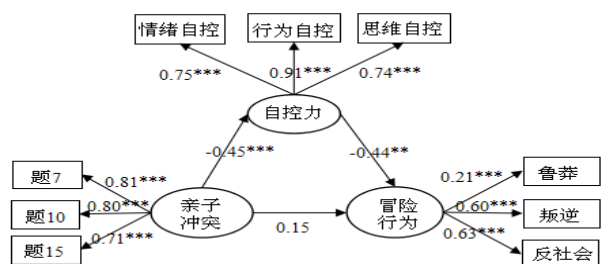 情绪自控
行为自控
思维自控
0.75***
0.91***
0.74***
自控力
-0.45***
-0.44**
题7
题10
题15
0.81***
0.80***
0.71***
亲子
冲突
0.15
冒险
行为
0.21***
0.60***
0.63***
鲁莽
叛逆
反社会